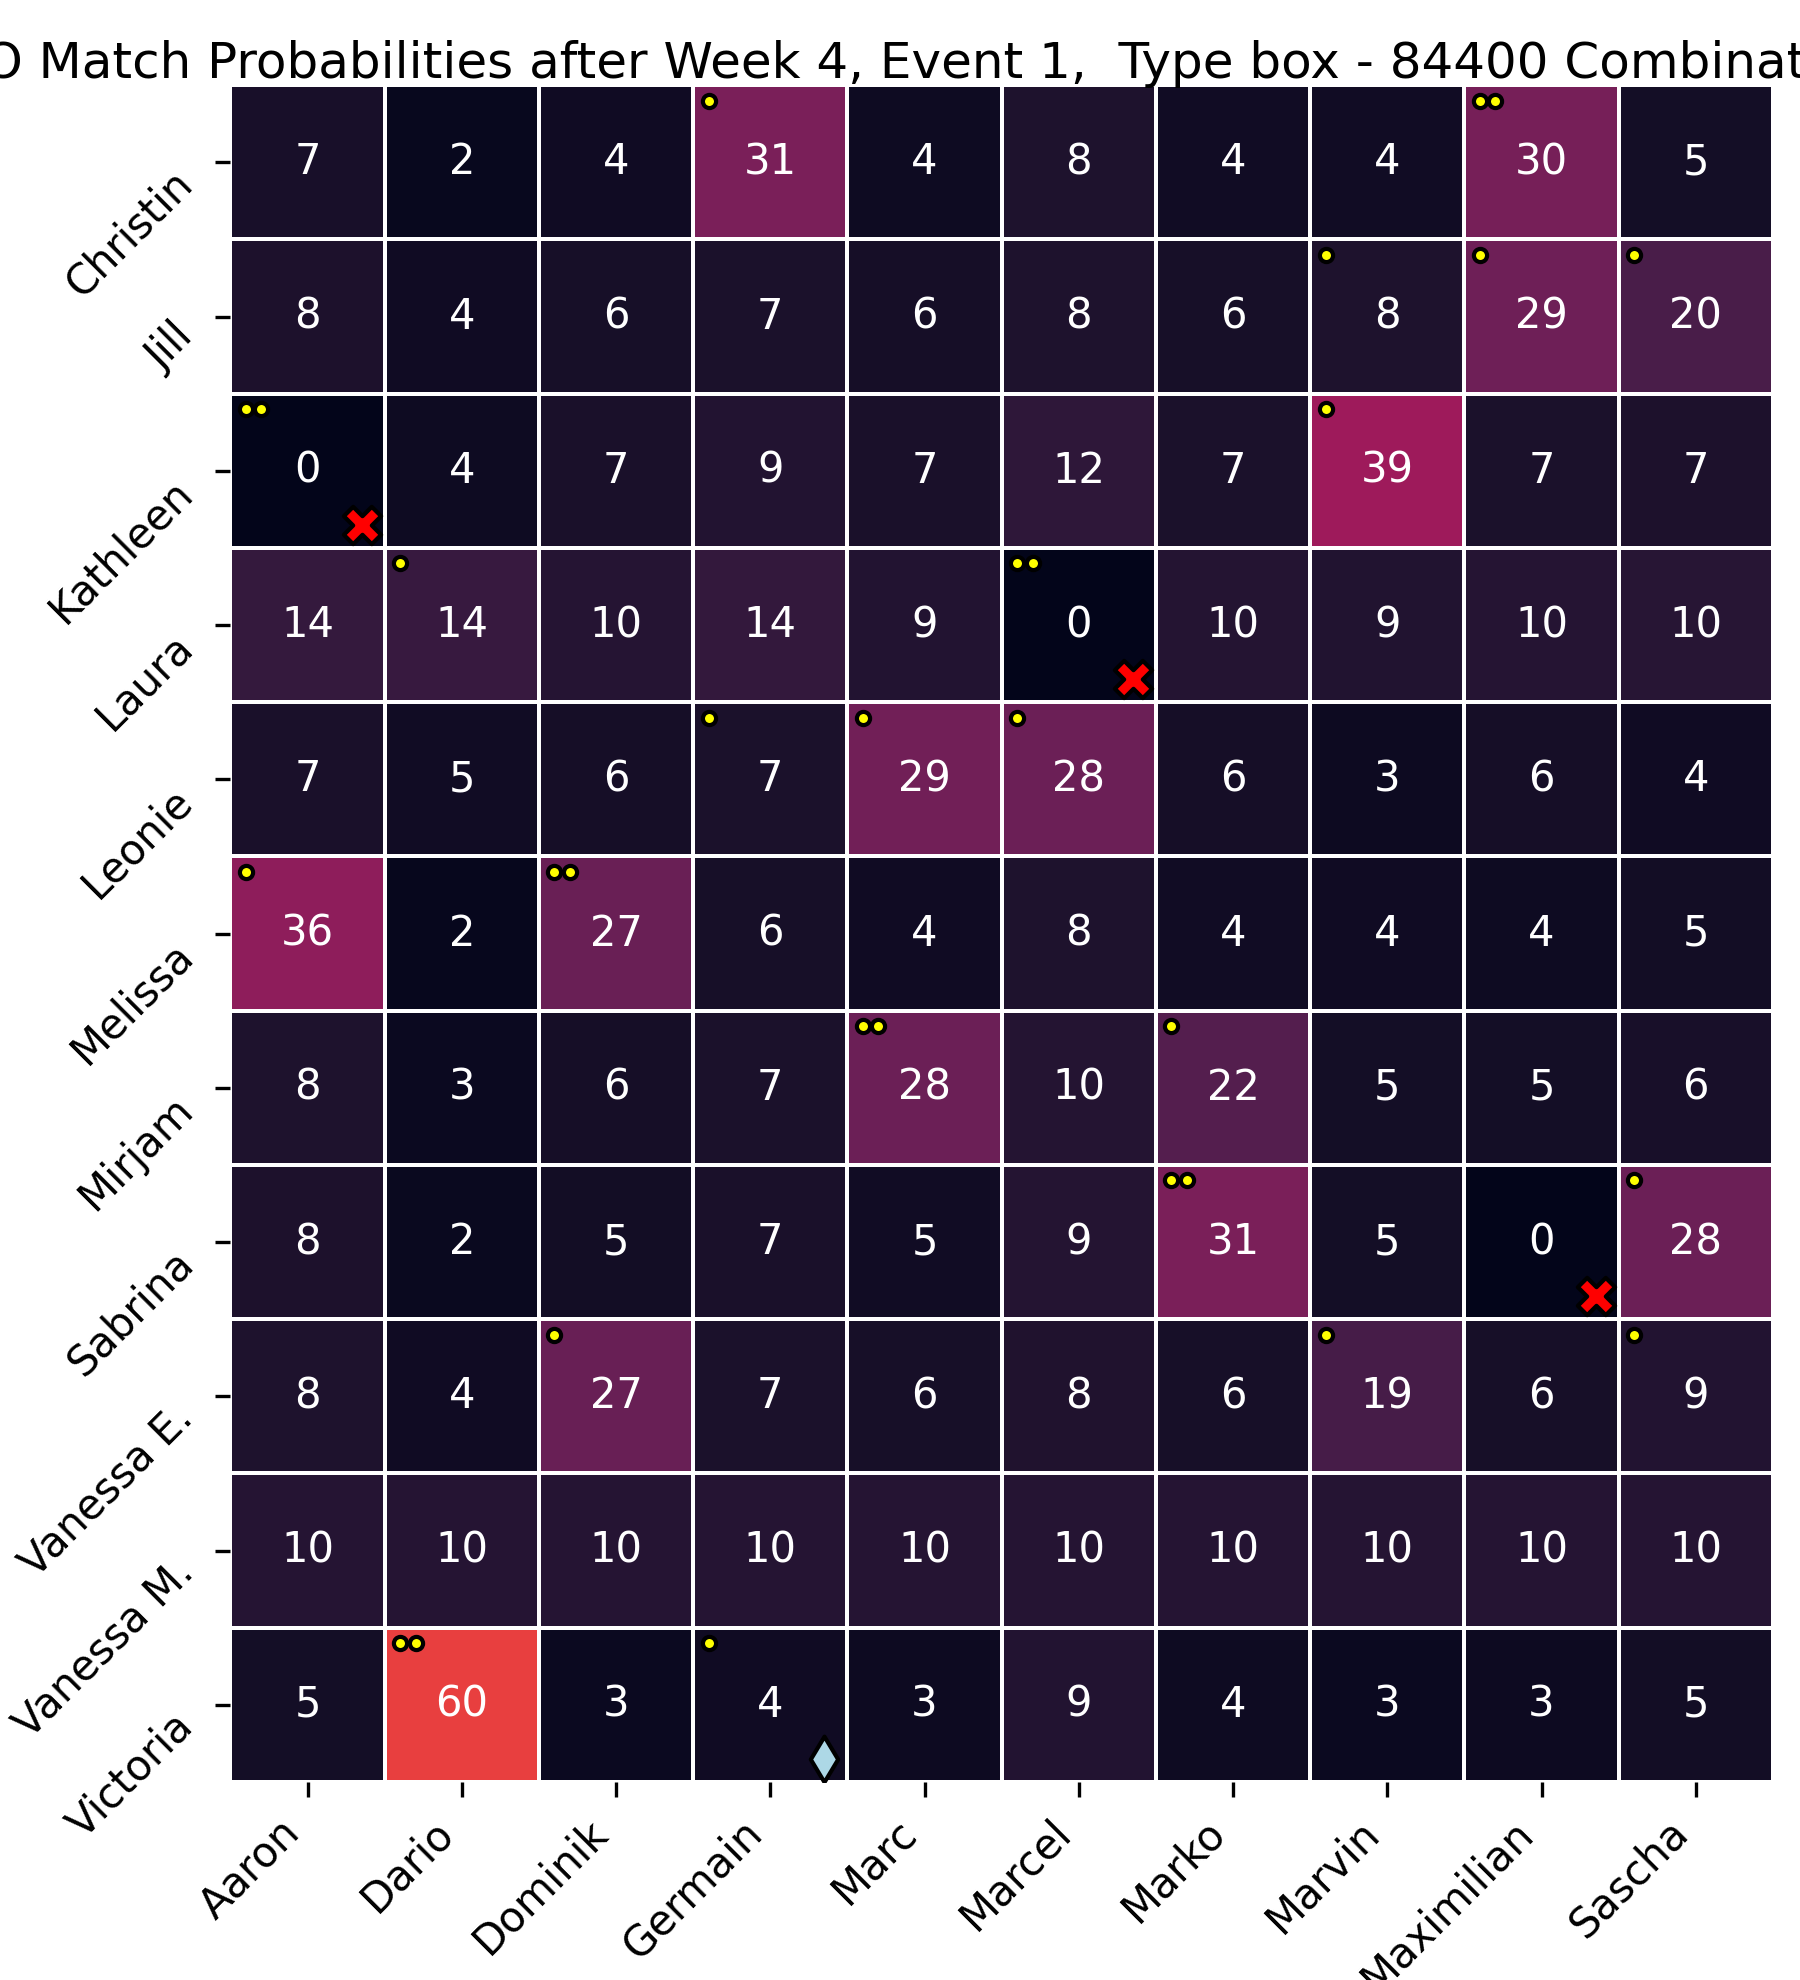 O Match Probabilities after Week 4, Event 1, Type box - 84400 Combinat
Christin 7 2 4 31 4 8 4 4 30 5
Jill 8 4 6 7 6 8 6 8 29 20
Kathleen 0 4 7 9 7 12 7 39 7 7
Laura 14 14 10 14 9 0 10 9 10 10
Leonie 7 5 6 7 29 28 6 3 6 4
Melissa 36 2 27 6 4 8 4 4 4 5
Mirjam 8 3 6 7 28 10 22 5 5 6
Sabrina 8 2 5 7 5 9 31 5 0 28
Vanessa E. 8 4 27 7 6 8 6 19 6 9
Vanessa M. 10 10 10 10 10 10 10 10 10 10
Victoria 5 60 3 4 3 9 4 3 3 5
Aaron Dario Dominik Germain Marc Marcel Marko Marvin Maximilian Sascha